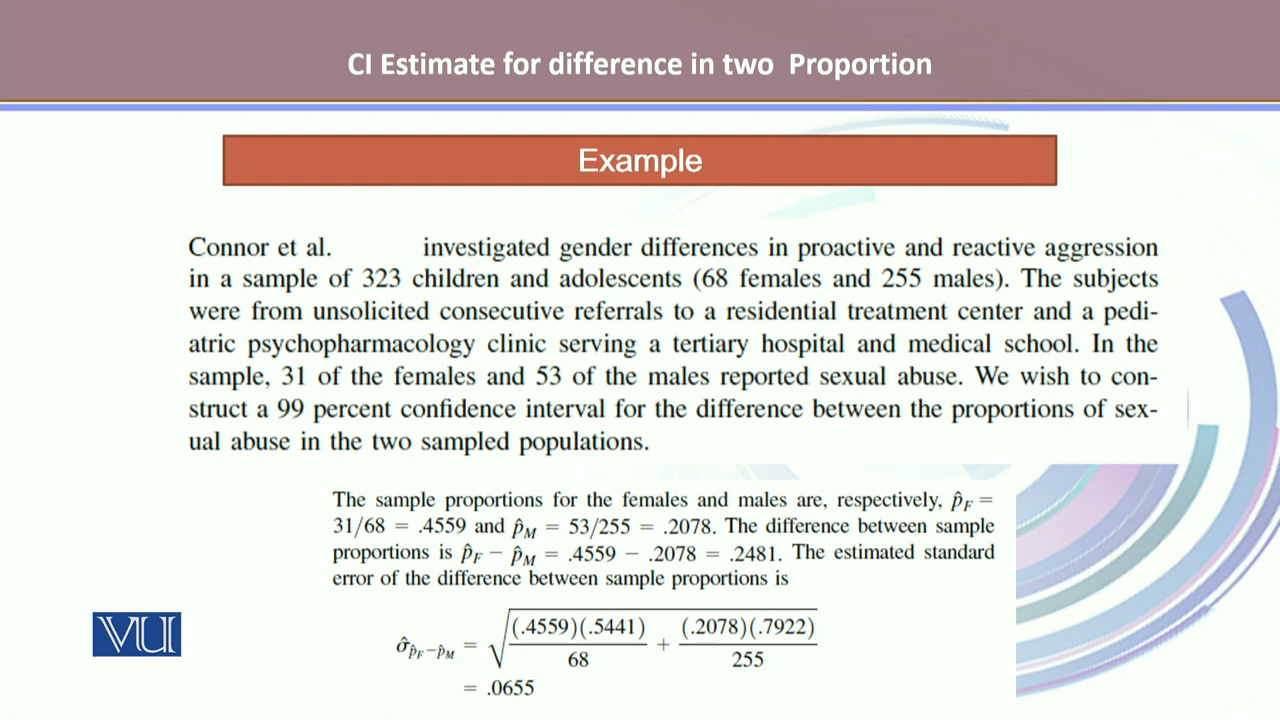 CI Estimate for difference in two Proportion
Example
Connor et al. investigated gender differences in proactive and reactive aggression
in a sample of 323 children and adolescents (68 females and 255 males). The subjects
were from unsolicited consecutive referrals to a residential treatment center and a pedi-
atric psychopharmacology clinic serving a tertiary hospital and medical school. In the
sample, 31 of the females and 53 of the males reported sexual abuse. We wish to con-
struct a 99 percent confidence interval for the difference between the proportions of sex-
ual abuse in the two sampled populations.
The sample proportions for the females and males are, respectively, p̂F =
31/68 = .4559 and p̂M = 53/255 = .2078. The difference between sample
proportions is p̂F − p̂M = .4559 − .2078 = .2481. The estimated standard
error of the difference between sample proportions is
σ̂p̂F−p̂M = √((.4559)(.5441)/68 + (.2078)(.7922)/255)
= .0655
VU